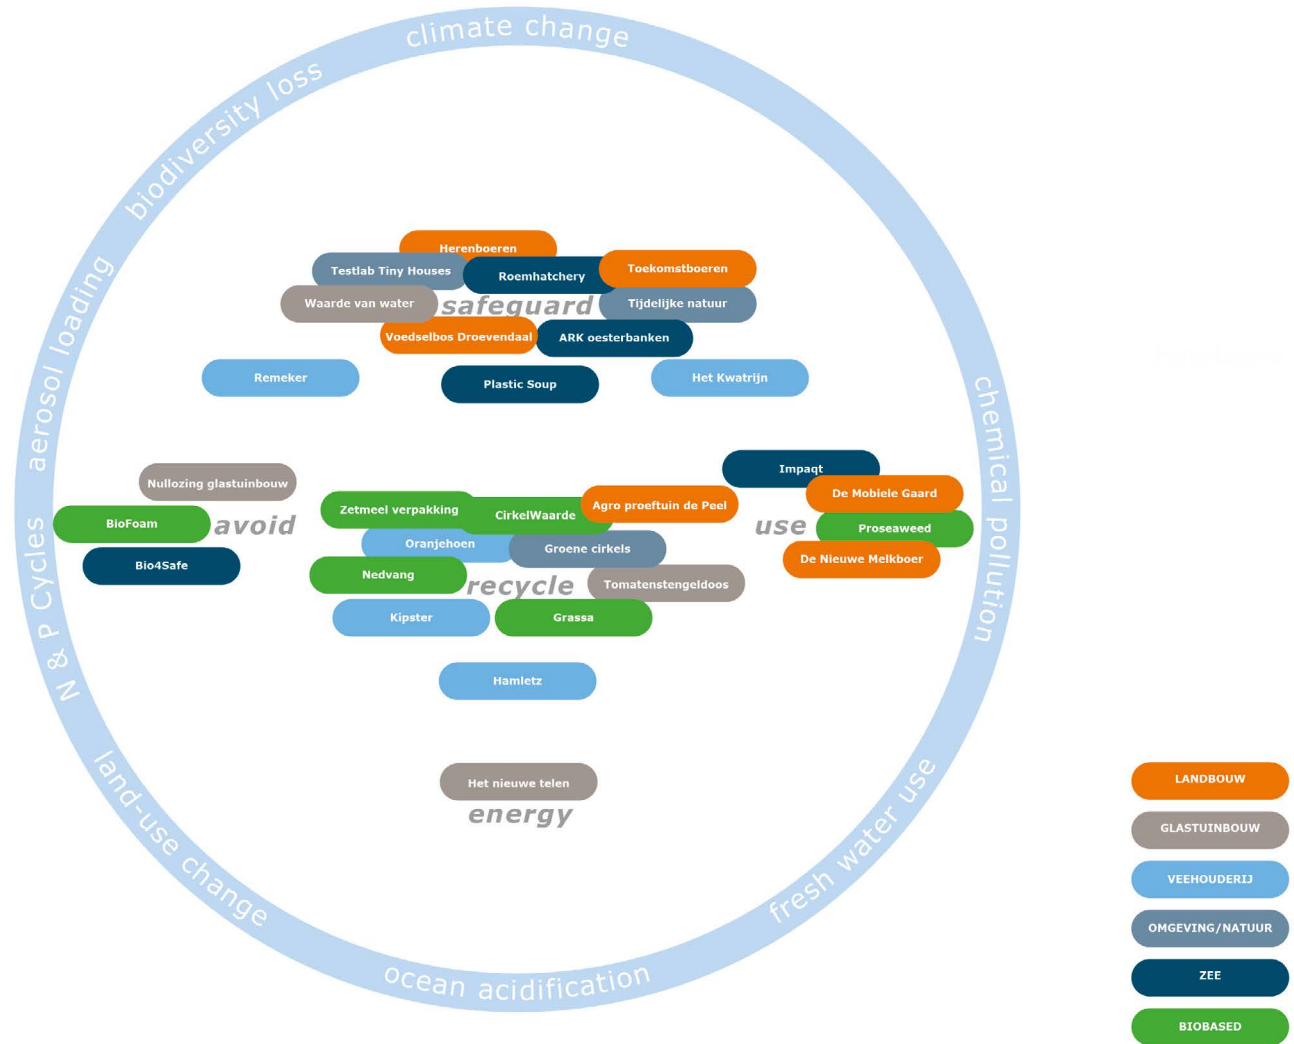 climate change
biodiversity loss
aerosol loading
N & P Cycles
land-use change
ocean acidification
fresh water use
chemical pollution
Herenboeren
Testlab Tiny Houses
Roemhatchery
Toekomstboeren
Waarde van water
safeguard
Tijdelijke natuur
Voedselbos Droevendaal
ARK oesterbanken
Remeker
Plastic Soup
Het Kwatrijn
Nullozing glastuinbouw
BioFoam
avoid
Bio4Safe
Zetmeel verpakking
CirkelWaarde
Agro proeftuin de Peel
Oranjehoen
Groene cirkels
Nedvang
recycle
Tomatenstengeldoos
Kipster
Grassa
Hamletz
Impaqt
De Mobiele Gaard
use
Proseaweed
De Nieuwe Melkboer
Het nieuwe telen
energy
LANDBOUW
GLASTUINBOUW
VEEHOUDERIJ
OMGEVING/NATUUR
ZEE
BIOBASED